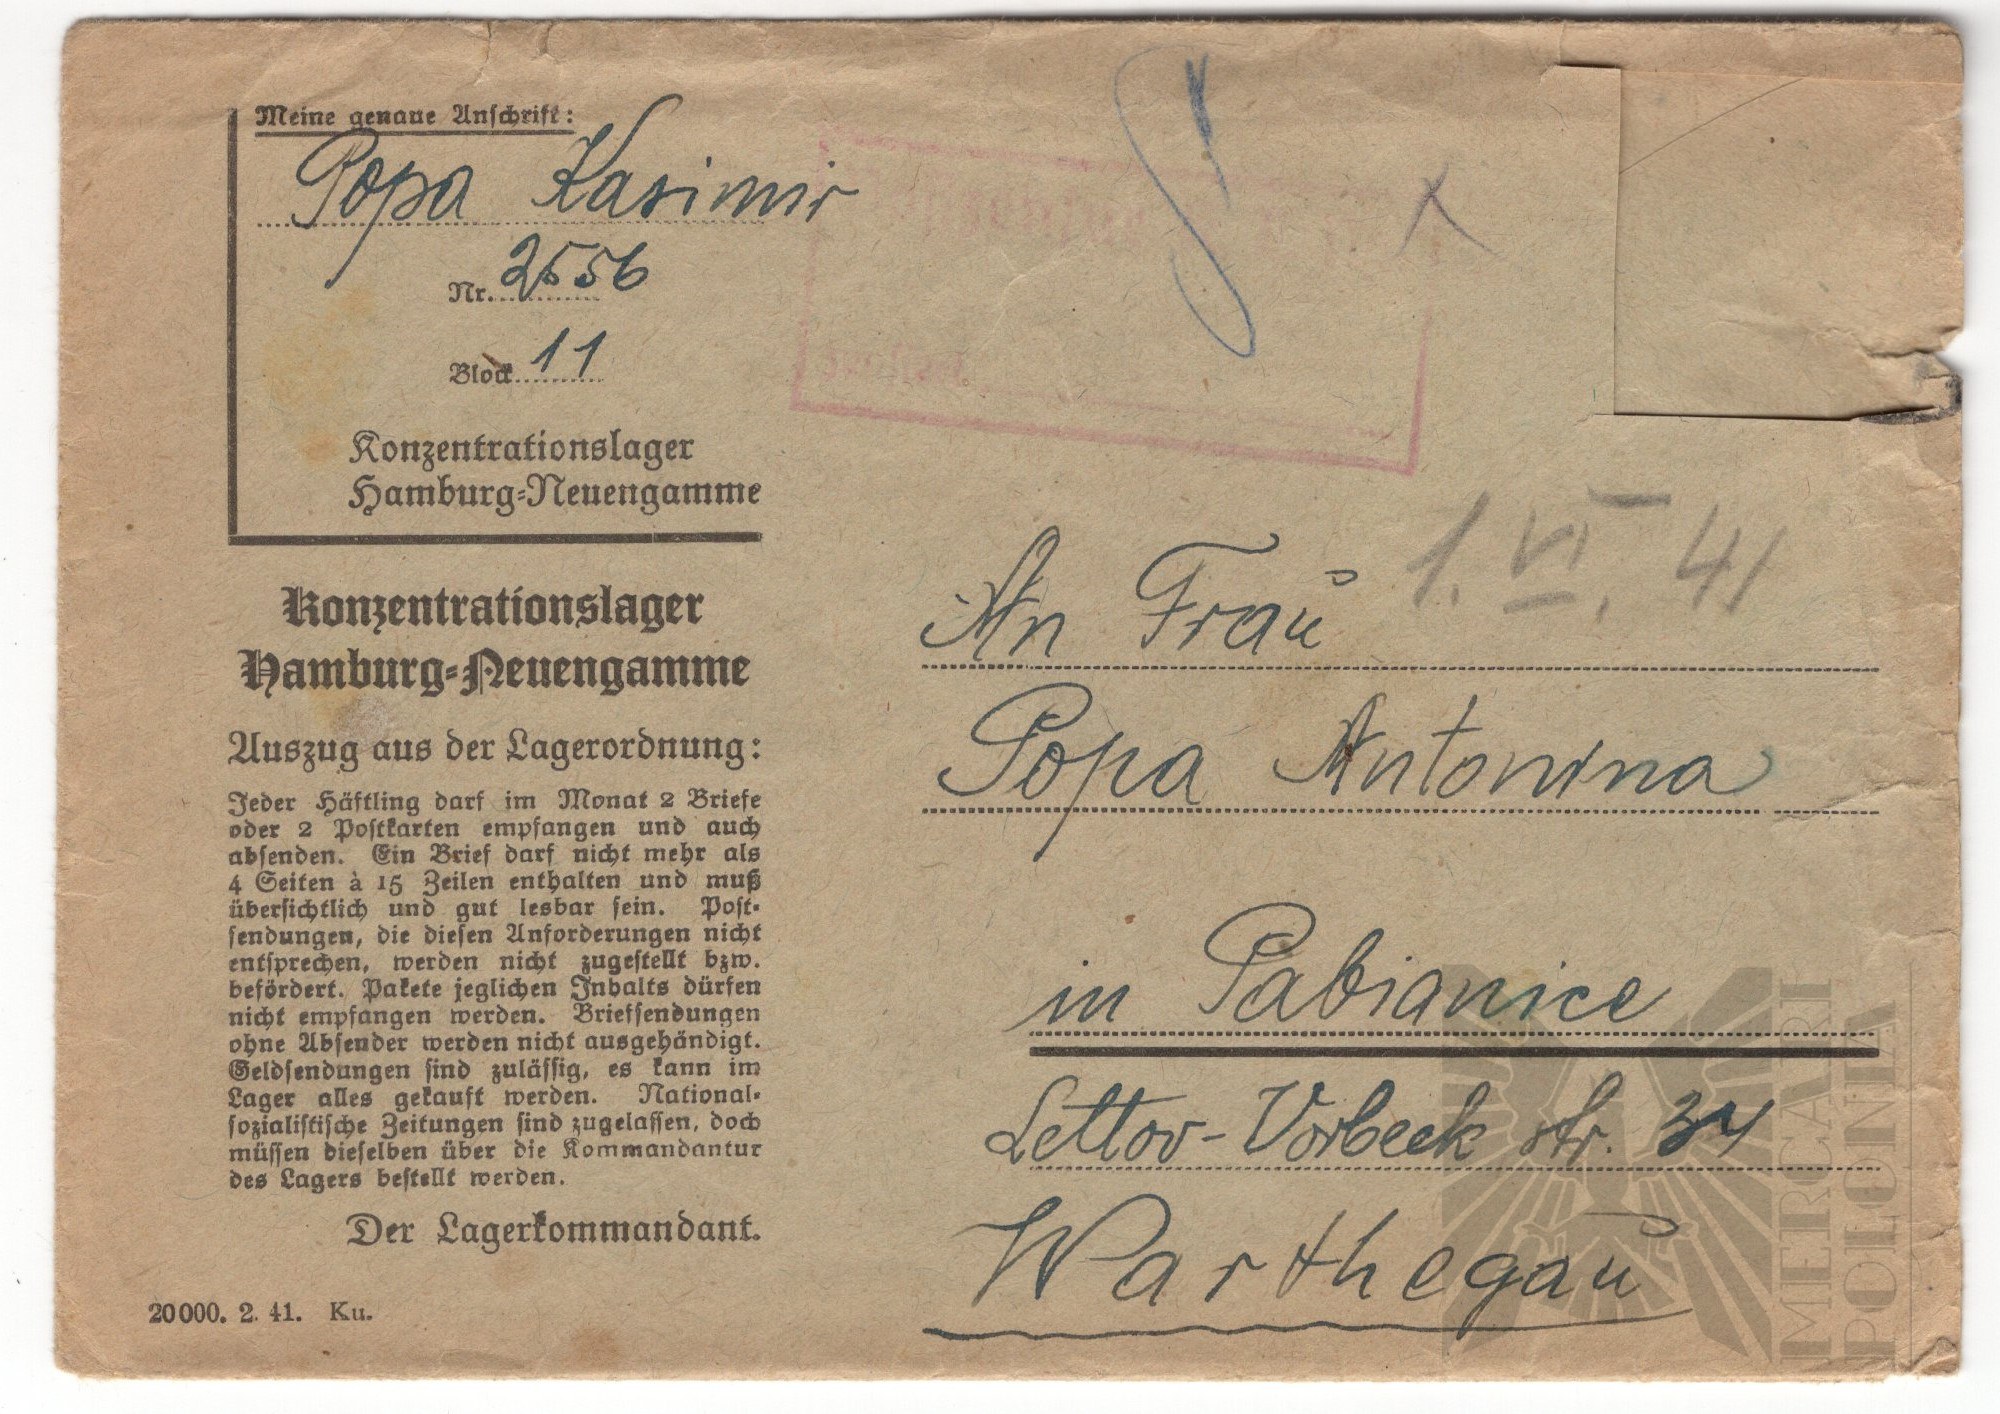 Meine genaue Anschrift:
Popa Kasimir
Nr. 2556
Block 11
Konzentrationslager
Hamburg-Neuengamme
Konzentrationslager
Hamburg-Neuengamme
Auszug aus der Lagerordnung:
Jeder Häftling darf im Monat 2 Briefe
oder 2 Postkarten empfangen und auch
absenden. Ein Brief darf nicht mehr als
4 Seiten à 15 Zeilen enthalten und muß
übersichtlich und gut lesbar sein. Post-
sendungen, die diesen Anforderungen nicht
entsprechen, werden nicht zugestellt bzw.
befördert. Pakete jeglichen Inhalts dürfen
nicht empfangen werden. Briefsendungen
ohne Absender werden nicht ausgehändigt.
Geldsendungen sind zulässig, es kann im
Lager alles gekauft werden. National-
sozialistische Zeitungen sind zugelassen, doch
müssen dieselben über die Kommandantur
des Lagers bestellt werden.
Der Lagerkommandant.
20000. 2. 41. Ku.
1. VI. 41
An Frau
Popa Antonina
in Pabianice
Lettov-Vorbeck str. 34
Warthegau
MERCARI
POLONIA